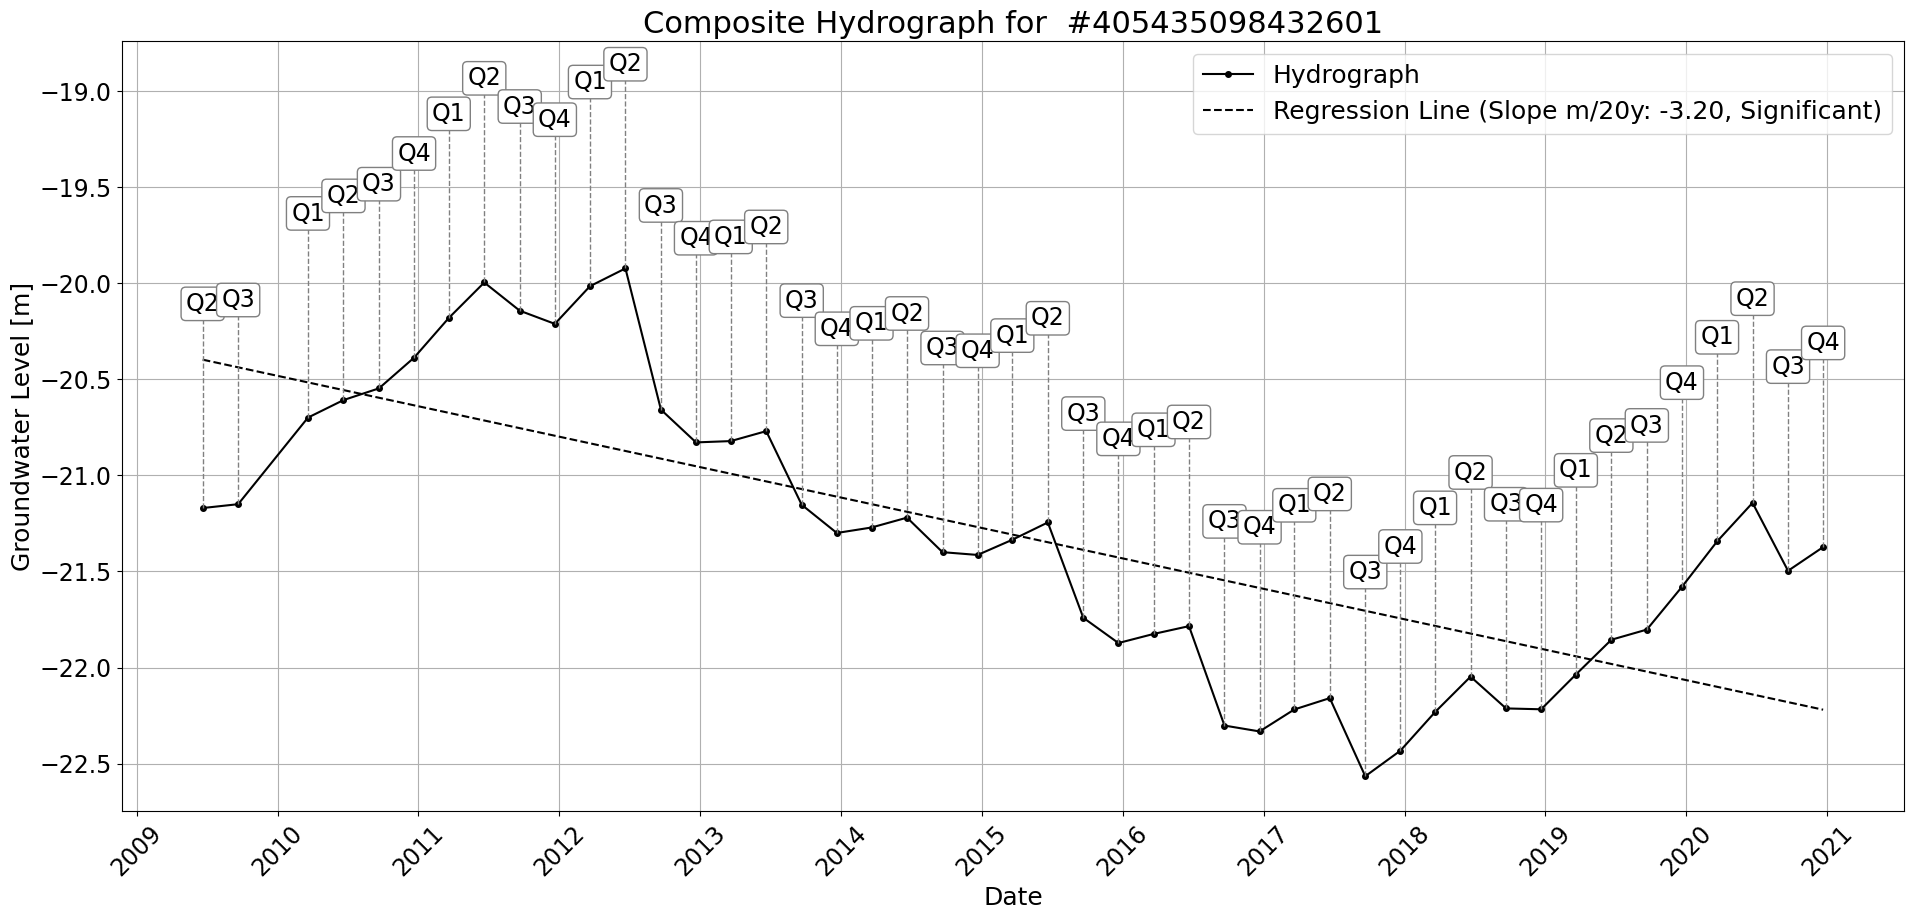 Composite Hydrograph for  #405435098432601
Hydrograph
Regression Line (Slope m/20y: -3.20, Significant)
Groundwater Level [m]
−19.0
−19.5
−20.0
−20.5
−21.0
−21.5
−22.0
−22.5
Q2
Q3
Q1
Q2
Q3
Q4
Q1
Q2
Q3
Q4
Q1
Q2
Q3
Q4
Q1
Q2
Q3
Q4
Q1
Q2
Q3
Q4
Q1
Q2
Q3
Q4
Q1
Q2
Q3
Q4
Q1
Q2
Q3
Q4
Q1
Q2
Q3
Q4
Q1
Q2
Q3
Q4
Q1
Q2
Q3
Q4
2009
2010
2011
2012
2013
2014
2015
2016
2017
2018
2019
2020
2021
Date